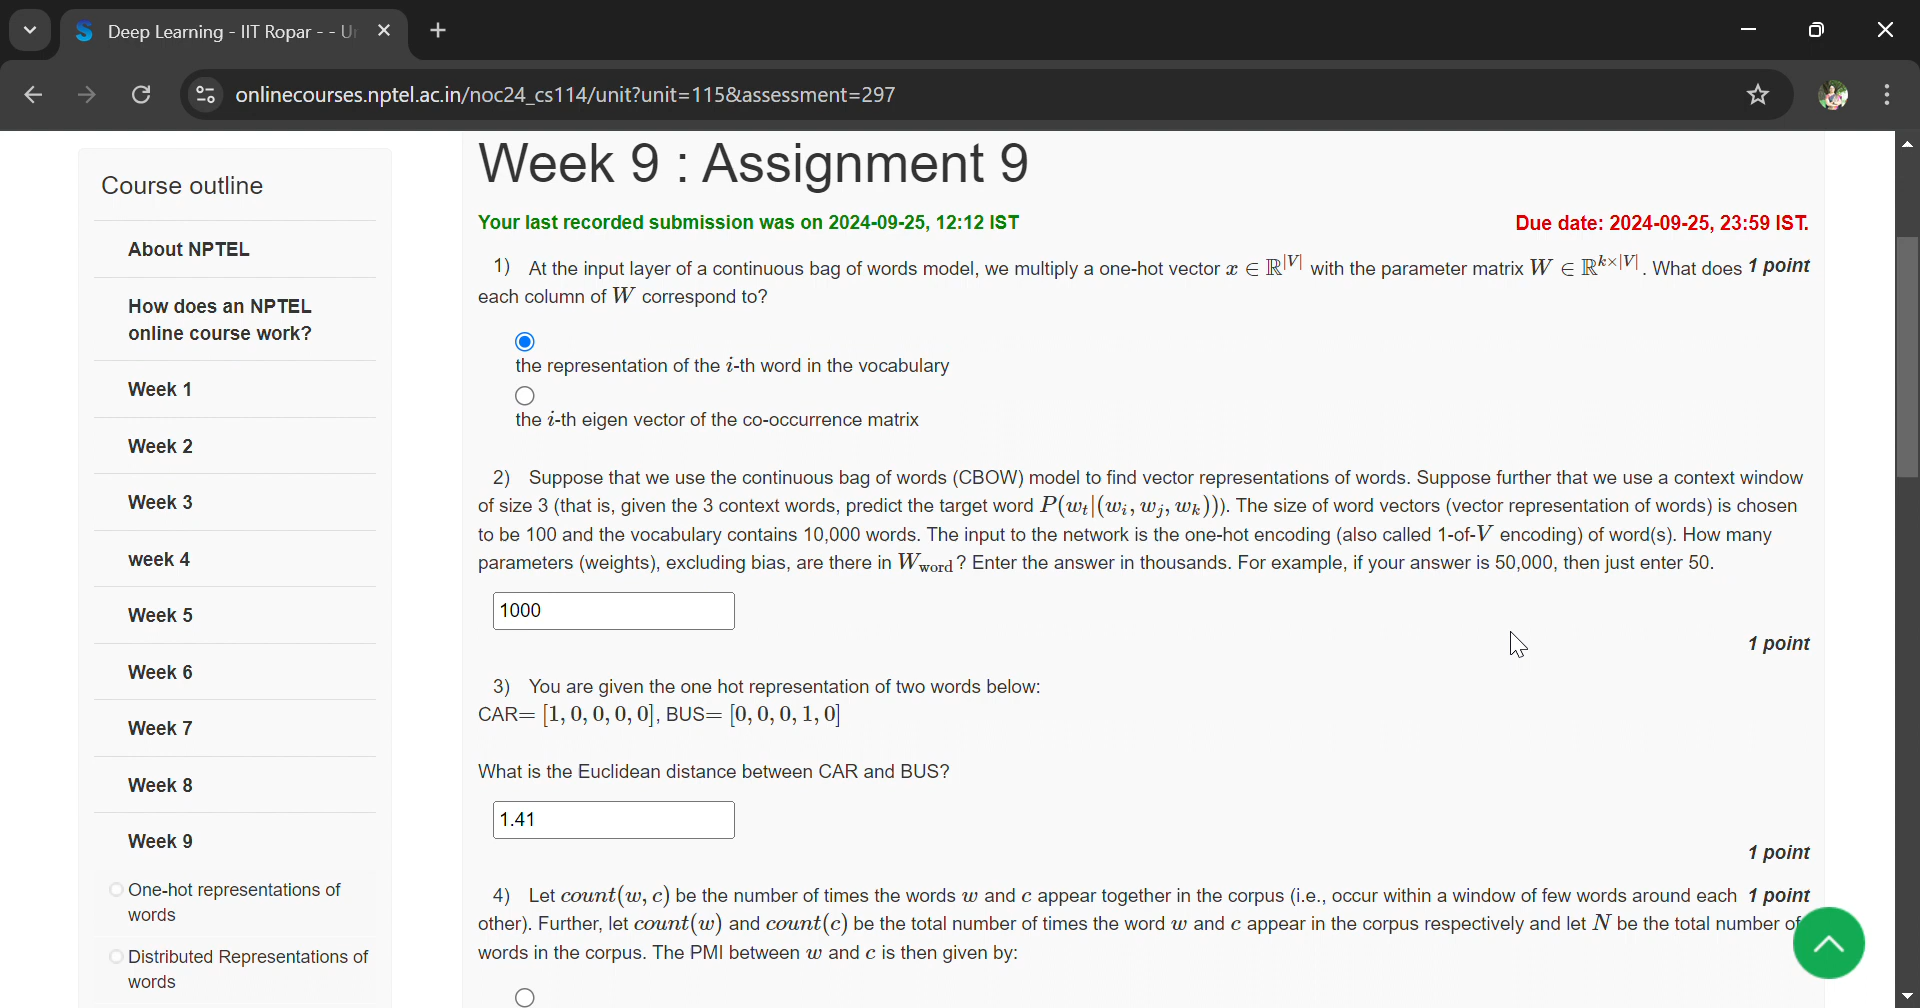 Deep Learning - IIT Ropar - - U
onlinecourses.nptel.ac.in/noc24_cs114/unit?unit=115&assessment=297
Course outline
About NPTEL
How does an NPTEL
online course work?
Week 1
Week 2
Week 3
week 4
Week 5
Week 6
Week 7
Week 8
Week 9
One-hot representations of
words
Distributed Representations of
words
Week 9 : Assignment 9
Your last recorded submission was on 2024-09-25, 12:12 IST Due date: 2024-09-25, 23:59 IST.
1) At the input layer of a continuous bag of words model, we multiply a one-hot vector x ∈ ℝ^|V| with the parameter matrix W ∈ ℝ^{k×|V|}. What does 1 point
each column of W correspond to?
the representation of the i-th word in the vocabulary
the i-th eigen vector of the co-occurrence matrix
2) Suppose that we use the continuous bag of words (CBOW) model to find vector representations of words. Suppose further that we use a context window
of size 3 (that is, given the 3 context words, predict the target word P(w_t|(w_i, w_j, w_k))). The size of word vectors (vector representation of words) is chosen
to be 100 and the vocabulary contains 10,000 words. The input to the network is the one-hot encoding (also called 1-of-V encoding) of word(s). How many
parameters (weights), excluding bias, are there in W_word? Enter the answer in thousands. For example, if your answer is 50,000, then just enter 50.
1000
1 point
3) You are given the one hot representation of two words below:
CAR= [1, 0, 0, 0, 0], BUS= [0, 0, 0, 1, 0]
What is the Euclidean distance between CAR and BUS?
1.41
1 point
4) Let count(w, c) be the number of times the words w and c appear together in the corpus (i.e., occur within a window of few words around each 1 point
other). Further, let count(w) and count(c) be the total number of times the word w and c appear in the corpus respectively and let N be the total number of
words in the corpus. The PMI between w and c is then given by: